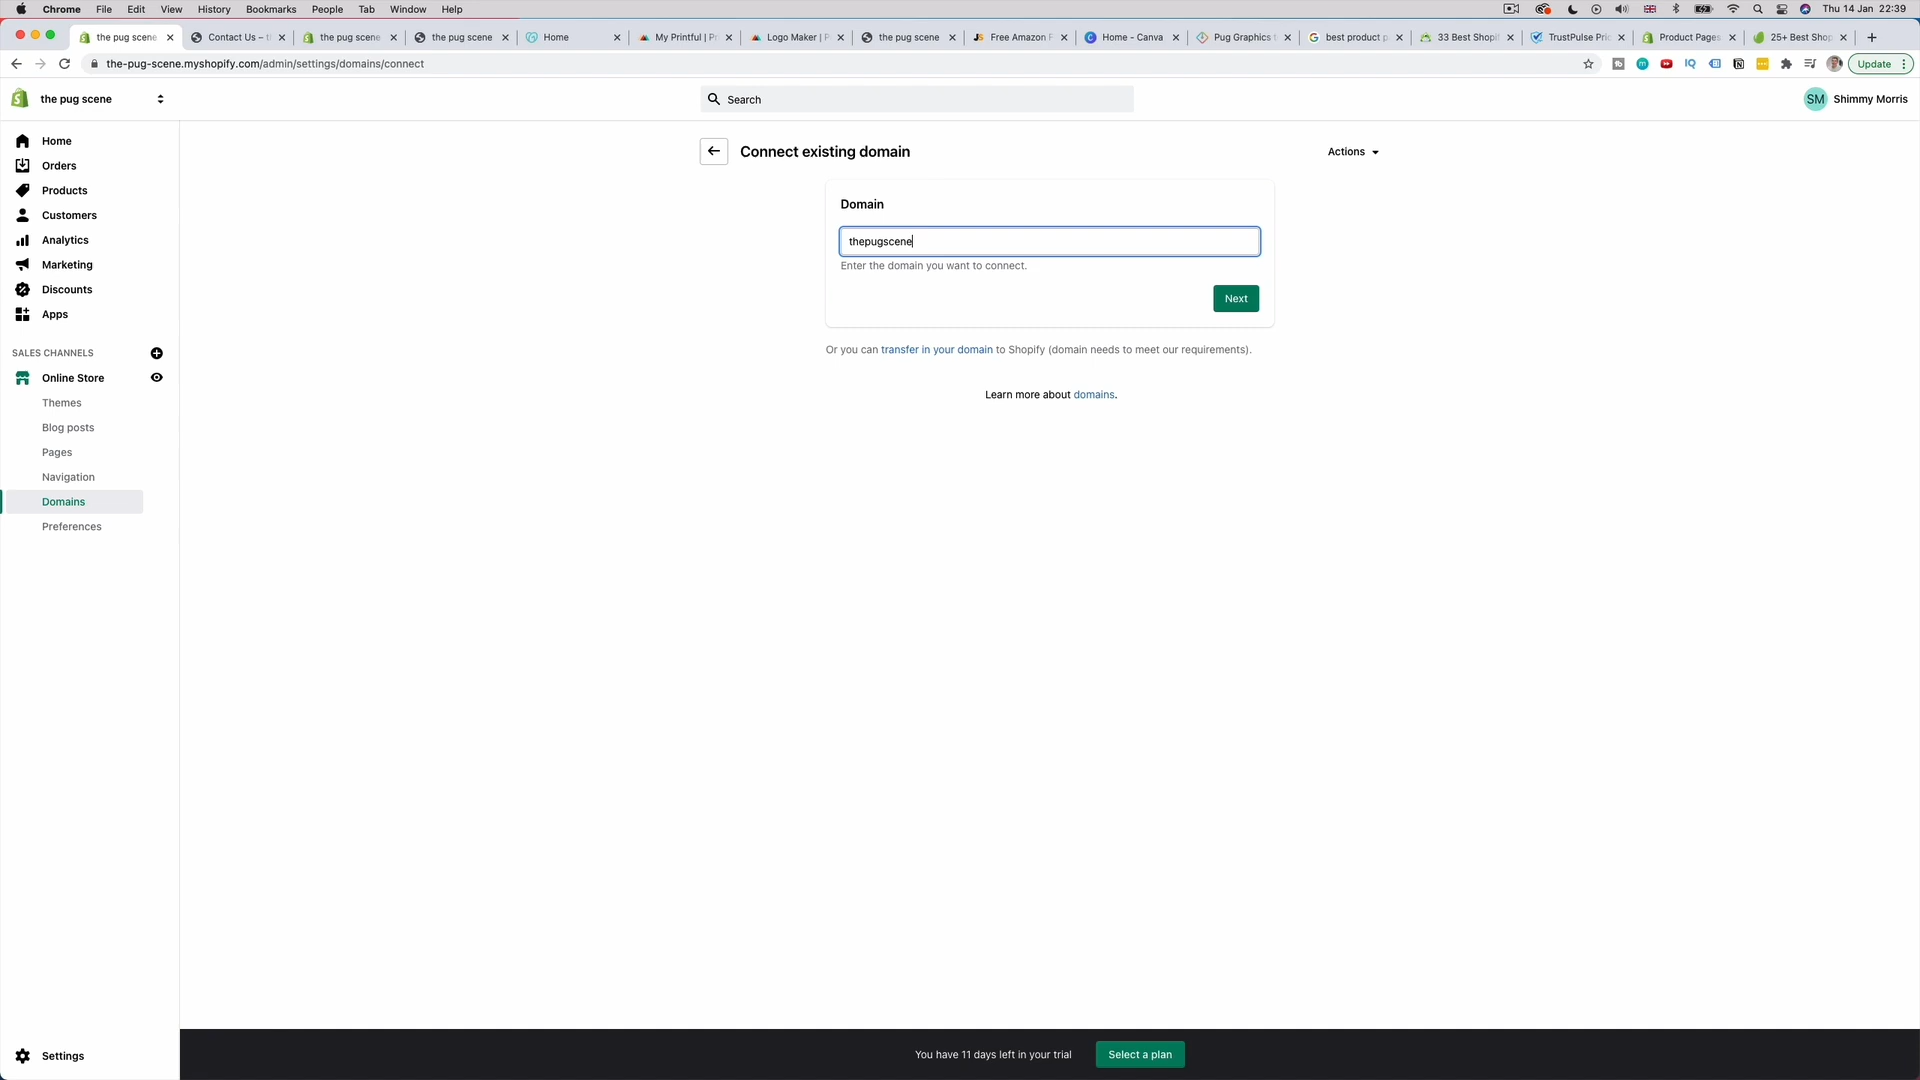 Chrome File Edit View History Bookmarks People Tab Window Help Thu 14 Jan 22:39
the pug scene Contact Us – t the pug scene the pug scene Home My Printful | Pr Logo Maker | P the pug scene Free Amazon P Home - Canva Pug Graphics t best product p 33 Best Shopif TrustPulse Pric Product Pages 25+ Best Shop
the-pug-scene.myshopify.com/admin/settings/domains/connect Update
the pug scene Search SM Shimmy Morris
Home
Orders
Products
Customers
Analytics
Marketing
Discounts
Apps
SALES CHANNELS
Online Store
Themes
Blog posts
Pages
Navigation
Domains
Preferences
Settings
Connect existing domain Actions
Domain
thepugscene
Enter the domain you want to connect.
Next
Or you can transfer in your domain to Shopify (domain needs to meet our requirements).
Learn more about domains.
You have 11 days left in your trial Select a plan